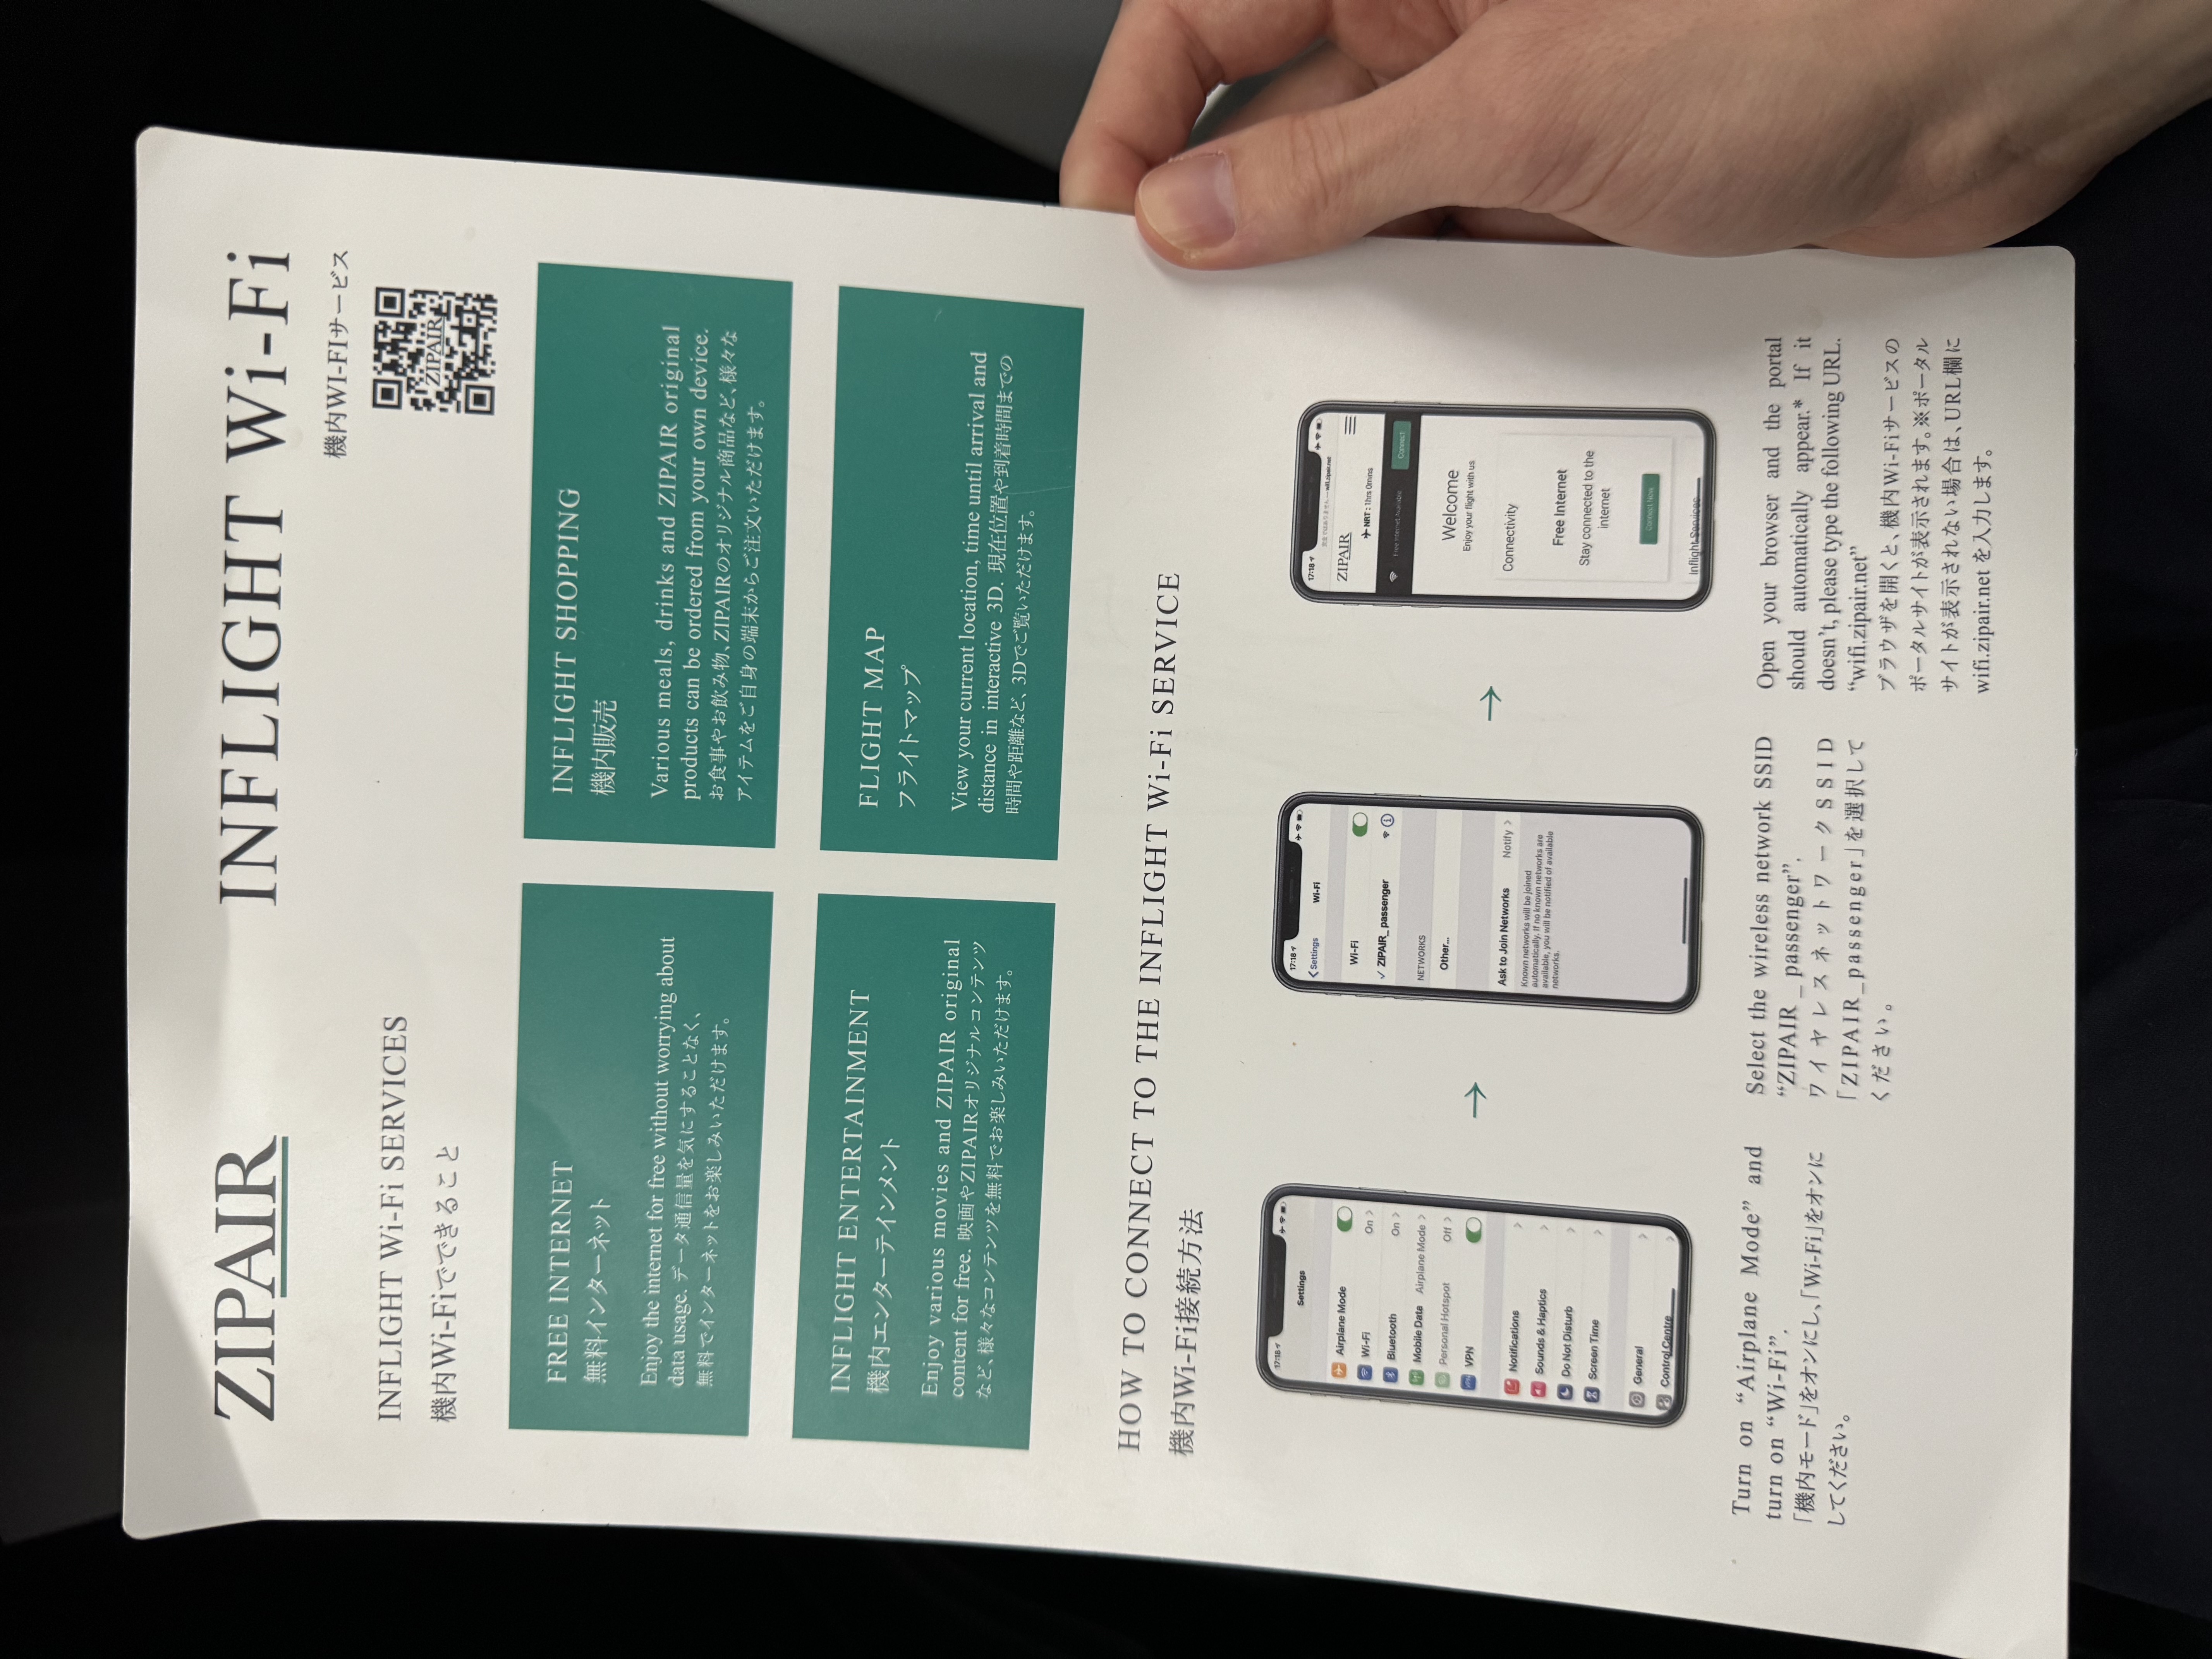 ZIPAIR
INFLIGHT Wi-Fi
機内WI-FIサービス
ZIPAIR
INFLIGHT Wi-Fi SERVICES
機内Wi-Fiでできること
FREE INTERNET
無料インターネット
Enjoy the internet for free without worrying about
data usage. データ通信量を気にすることなく、
無料でインターネットをお楽しみいただけます。
INFLIGHT SHOPPING
機内販売
Various meals, drinks and ZIPAIR original
products can be ordered from your own device.
お食事やお飲み物、ZIPAIRのオリジナル商品など、様々な
アイテムをご自身の端末からご注文いただけます。
INFLIGHT ENTERTAINMENT
機内エンターテインメント
Enjoy various movies and ZIPAIR original
content for free. 映画やZIPAIRオリジナルコンテンツ
など、様々なコンテンツを無料でお楽しみいただけます。
FLIGHT MAP
フライトマップ
View your current location, time until arrival and
distance in interactive 3D. 現在位置や到着時間までの
時間や距離など、3Dでご覧いただけます。
HOW TO CONNECT TO THE INFLIGHT Wi-Fi SERVICE
機内Wi-Fi接続方法
17:18
Settings
Airplane Mode
Wi-Fi On
Bluetooth On
Mobile Data Airplane Mode
Personal Hotspot Off
VPN VPN
Notifications
Sounds & Haptics
Do Not Disturb
Screen Time
General
Control Centre
17:18
Settings Wi-Fi
Wi-Fi
ZIPAIR_ passenger
NETWORKS
Other...
Ask to Join Networks Notify
Known networks will be joined
automatically. If no known networks are
available, you will be notified of available
networks.
17:18
安全ではありません — wifi.zipair.net
ZIPAIR
NRT : 1hrs 0mins
Free Internet Available Connect
Welcome
Enjoy your flight with us
Connectivity
Free Internet
Stay connected to the
internet
Connect Now
Inflight Services
Turn on “Airplane Mode” and
turn on “Wi-Fi”.
「機内モード」をオンにし、「Wi-Fi」をオンに
してください。
Select the wireless network SSID
“ZIPAIR _ passenger”.
ワイヤレスネットワークSSID
「ZIPAIR_passenger」を選択して
ください。
Open your browser and the portal
should automatically appear.* If it
doesn’t, please type the following URL.
“wifi.zipair.net”
ブラウザを開くと、機内Wi-Fiサービスの
ポータルサイトが表示されます。※ポータル
サイトが表示されない場合は、URL欄に
wifi.zipair.net を入力します。